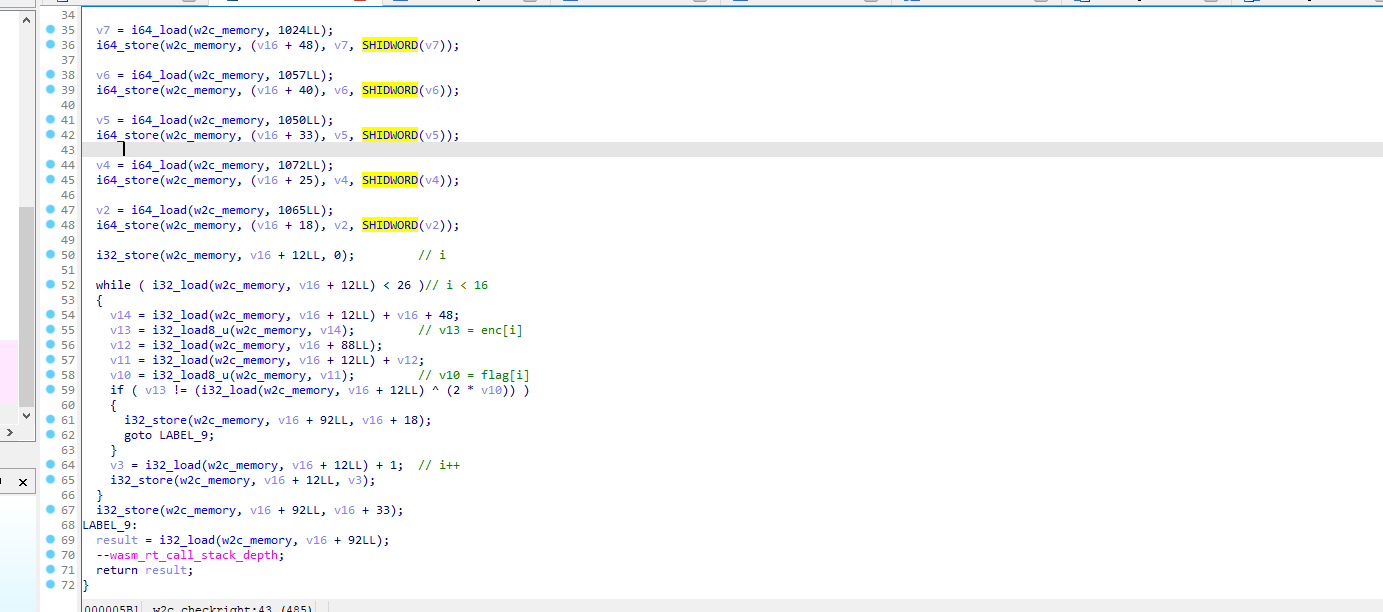 34
35 v7 = i64_load(w2c_memory, 1024LL);
36 i64_store(w2c_memory, (v16 + 48), v7, SHIDWORD(v7));
37
38 v6 = i64_load(w2c_memory, 1057LL);
39 i64_store(w2c_memory, (v16 + 40), v6, SHIDWORD(v6));
40
41 v5 = i64_load(w2c_memory, 1050LL);
42 i64_store(w2c_memory, (v16 + 33), v5, SHIDWORD(v5));
43
44 v4 = i64_load(w2c_memory, 1072LL);
45 i64_store(w2c_memory, (v16 + 25), v4, SHIDWORD(v4));
46
47 v2 = i64_load(w2c_memory, 1065LL);
48 i64_store(w2c_memory, (v16 + 18), v2, SHIDWORD(v2));
49
50 i32_store(w2c_memory, v16 + 12LL, 0); // i
51
52 while ( i32_load(w2c_memory, v16 + 12LL) < 26 )// i < 16
53 {
54 v14 = i32_load(w2c_memory, v16 + 12LL) + v16 + 48;
55 v13 = i32_load8_u(w2c_memory, v14); // v13 = enc[i]
56 v12 = i32_load(w2c_memory, v16 + 88LL);
57 v11 = i32_load(w2c_memory, v16 + 12LL) + v12;
58 v10 = i32_load8_u(w2c_memory, v11); // v10 = flag[i]
59 if ( v13 != (i32_load(w2c_memory, v16 + 12LL) ^ (2 * v10)) )
60 {
61 i32_store(w2c_memory, v16 + 92LL, v16 + 18);
62 goto LABEL_9;
63 }
64 v3 = i32_load(w2c_memory, v16 + 12LL) + 1; // i++
65 i32_store(w2c_memory, v16 + 12LL, v3);
66 }
67 i32_store(w2c_memory, v16 + 92LL, v16 + 33);
68 LABEL_9:
69 result = i32_load(w2c_memory, v16 + 92LL);
70 --wasm_rt_call_stack_depth;
71 return result;
72 }
000005B1 w2c_checkright:43 (485)